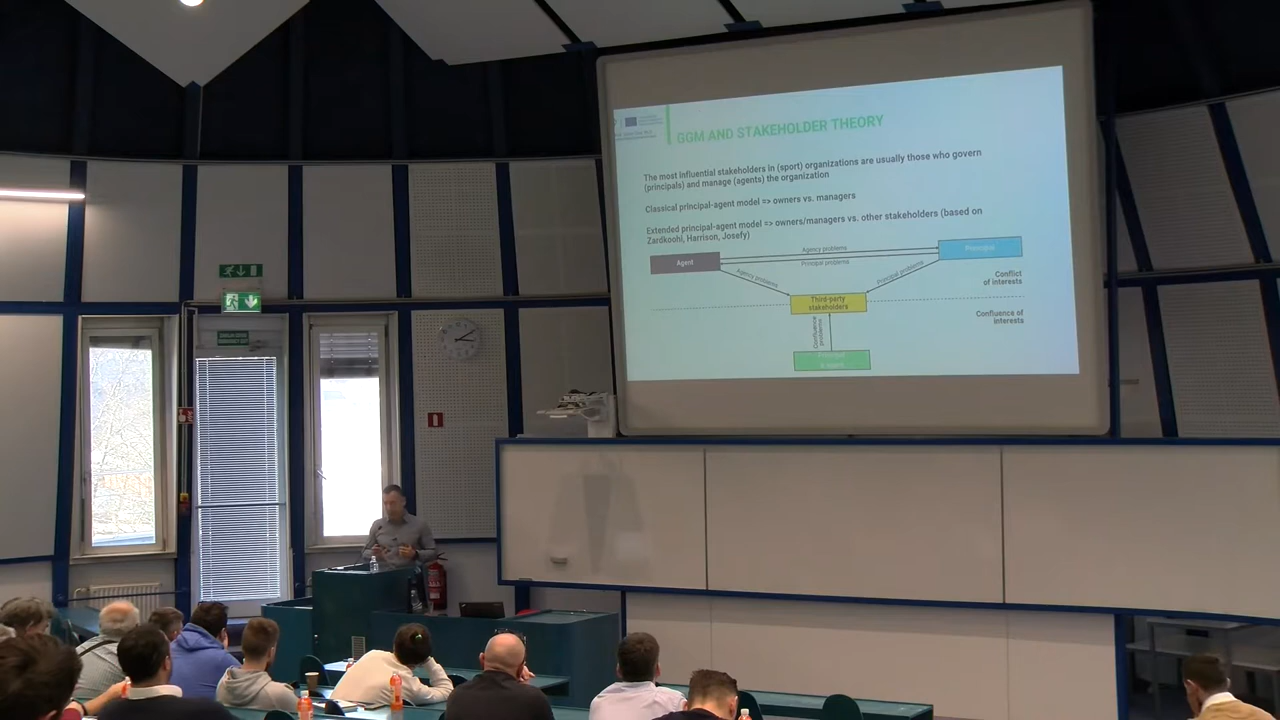 GGM AND STAKEHOLDER THEORY
The most influential stakeholders in (sport) organizations are usually those who govern
(principals) and manage (agents) the organization
Classical principal-agent model => owners vs. managers
Extended principal-agent model => owners/managers vs. other stakeholders (based on
Zardkoohi, Harrison, Josefy)
Agency problems
Principal problems
Agent
Principal
Agency problems
Principal problems
Conflict
of interests
Third-party
stakeholders
Confluence of
interests
Confluence
problems